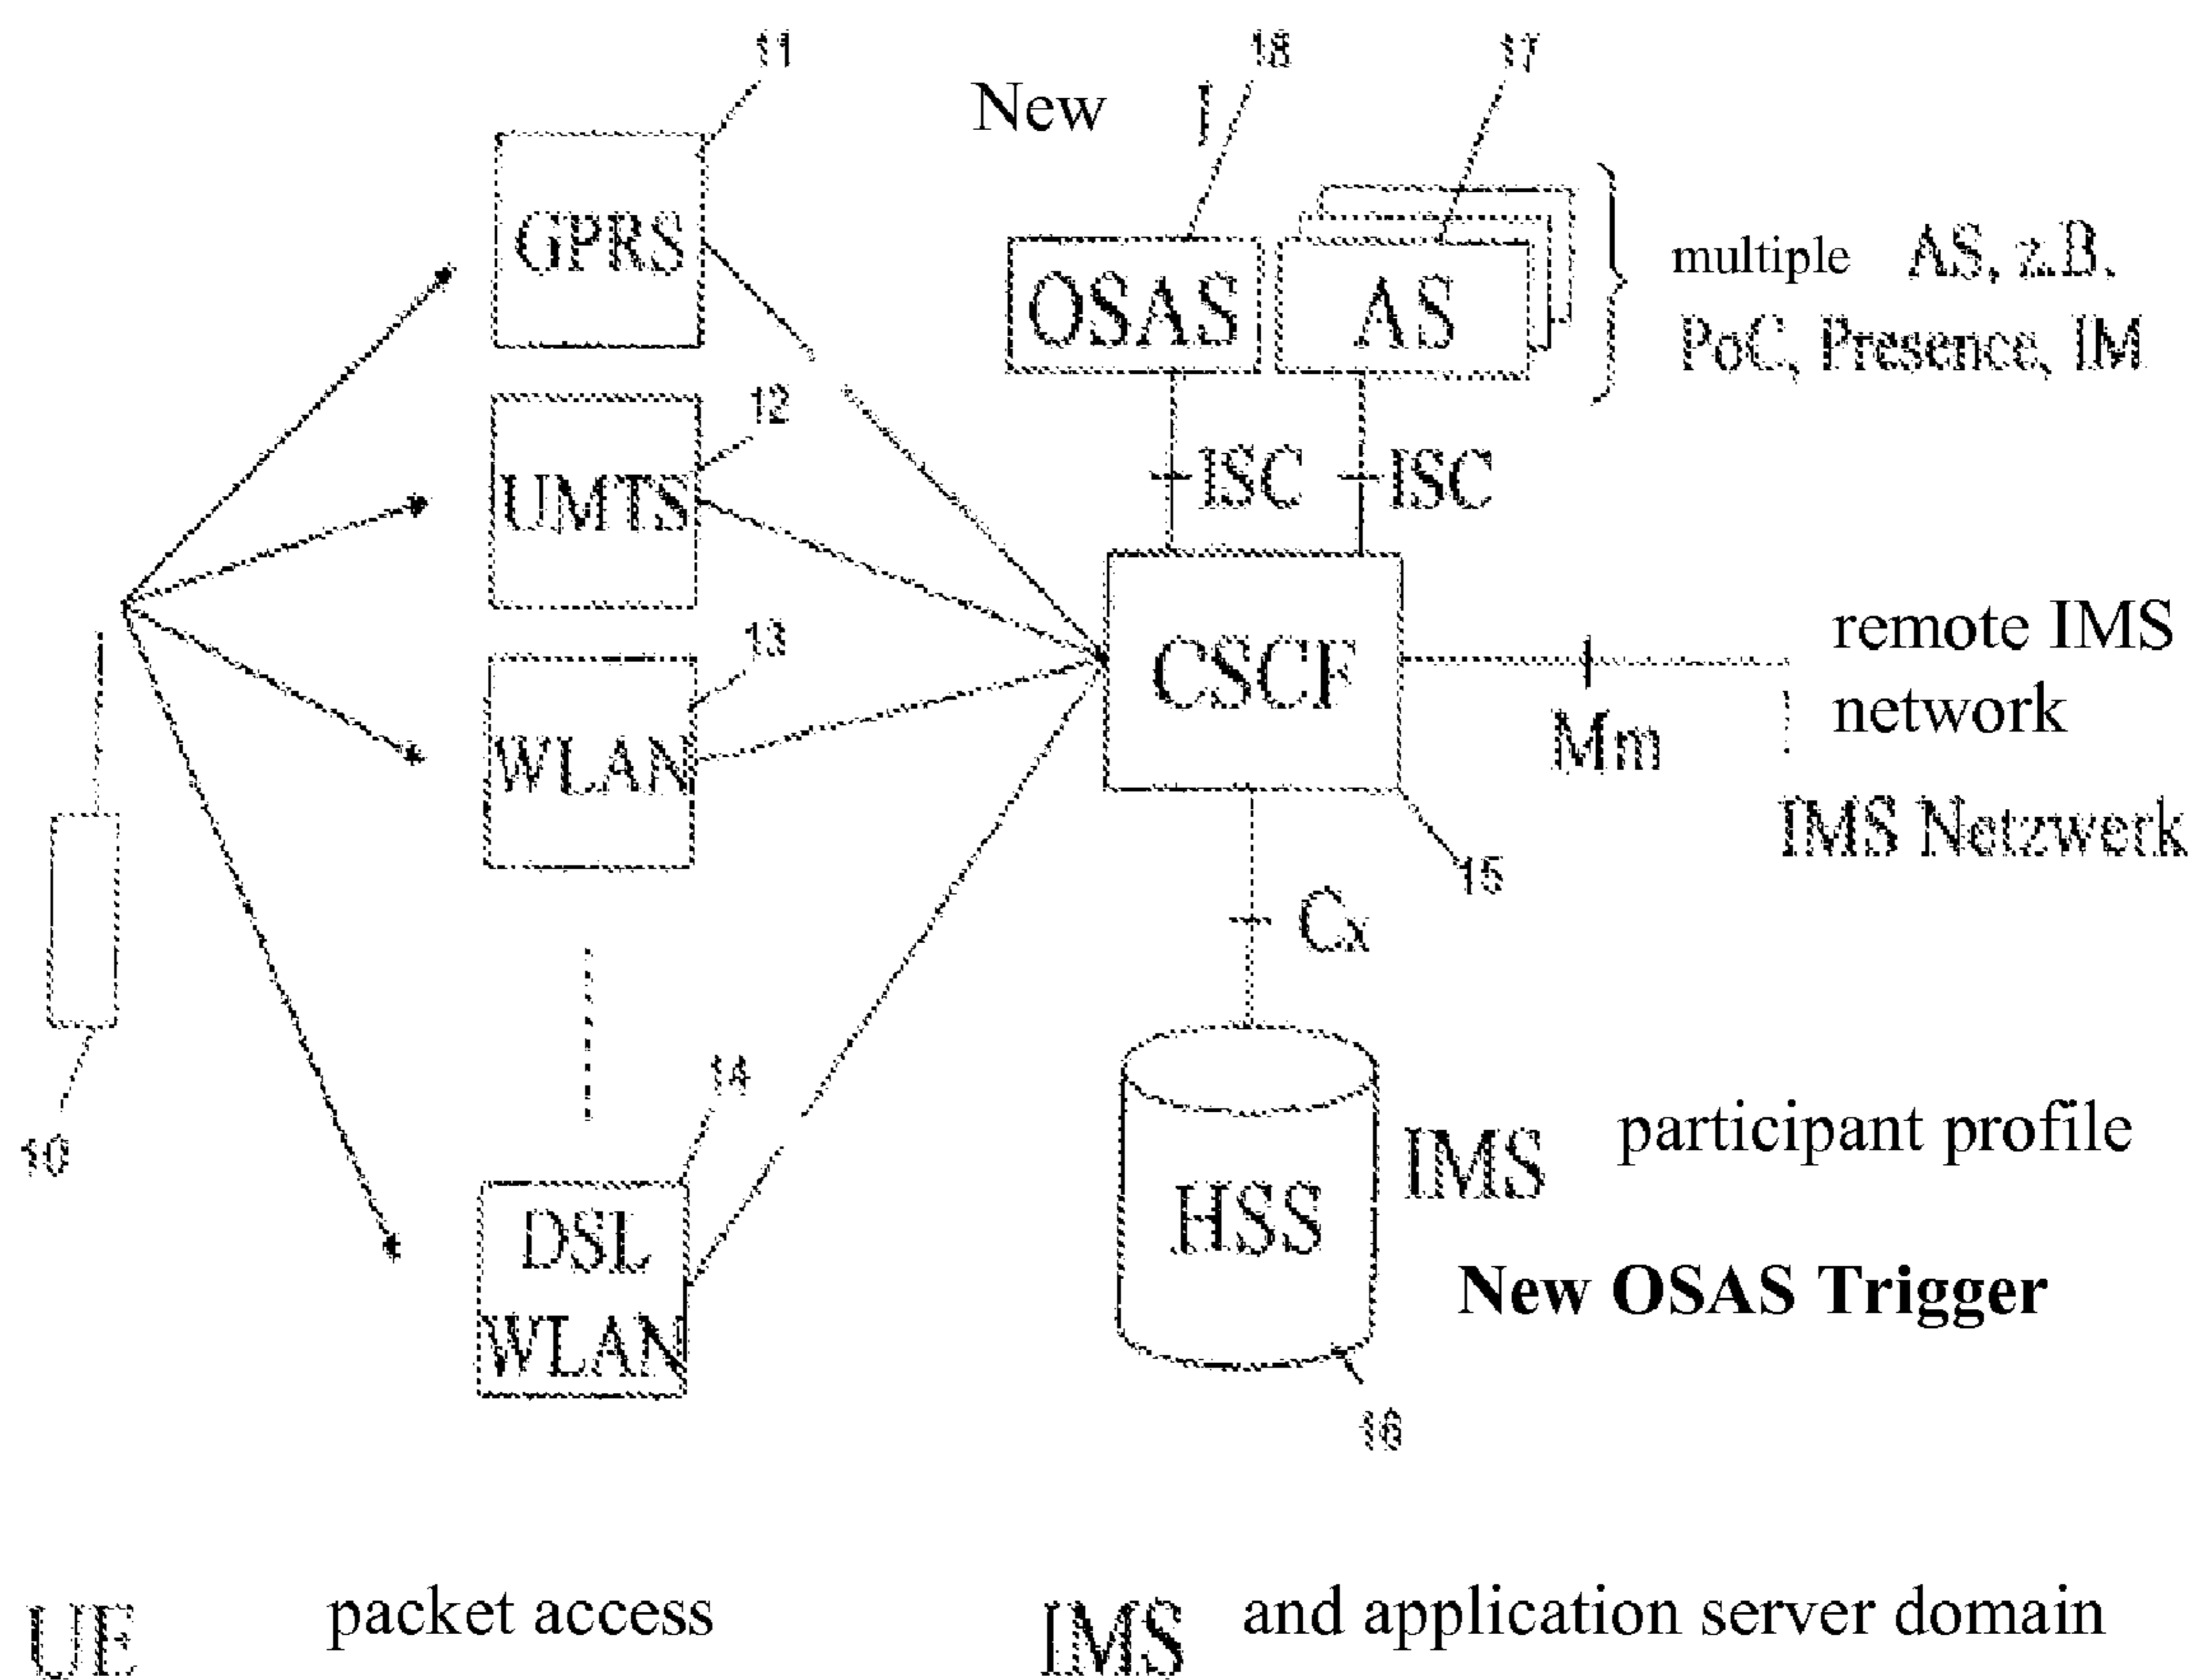 11
18
17
New
GPRS
OSAS
AS
multiple AS, z.B.
PoC, Presence, IM
12
UMTS
ISC
ISC
13
WLAN
CSCF
Mm
remote IMS
network
IMS Netzwerk
15
Cx
10
14
DSL
WLAN
HSS
IMS participant profile
New OSAS Trigger
16
UE
packet access
IMS and application server domain